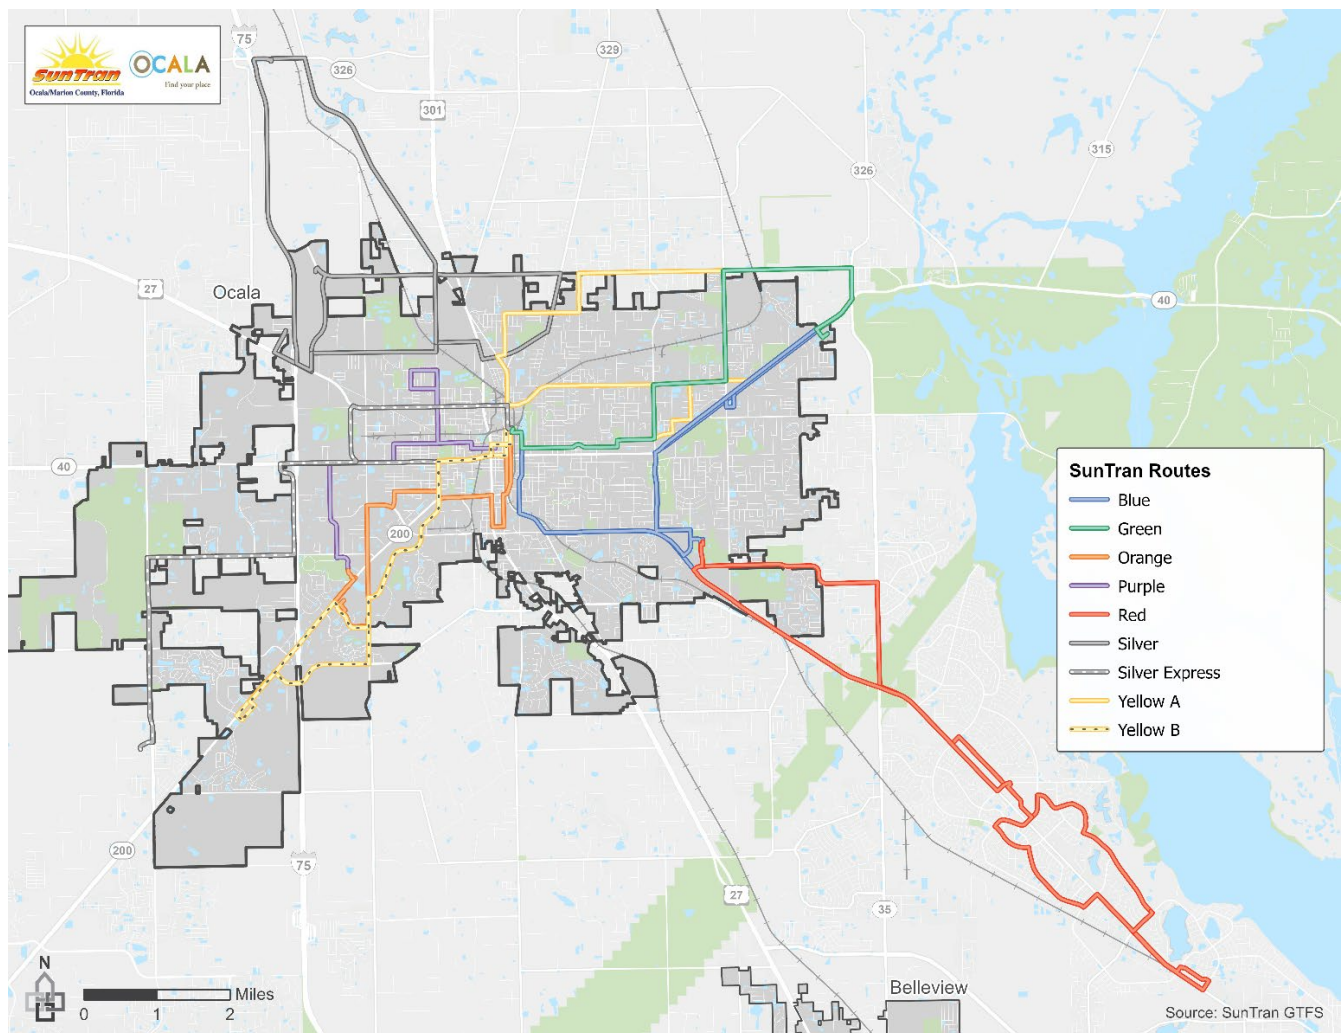 SunTran
Ocala/Marion County, Florida
OCALA
Find your place
75
326
329
301
315
326
27
Ocala
40
40
200
SunTran Routes
Blue
Green
Orange
Purple
Red
Silver
Silver Express
Yellow A
Yellow B
200
75
27
35
N
Miles
0 1 2
Belleview
Source: SunTran GTFS